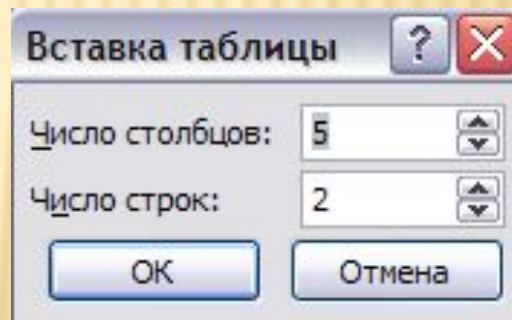 Вставка таблицы ?
Число столбцов: 5
Число строк: 2
ОК Отмена